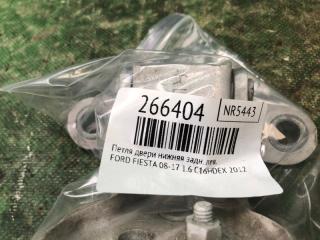 266404
NR5443
Петля двери нижняя задн. лев.
FORD FIESTA 08-17 1.6 C16HDEX 2012